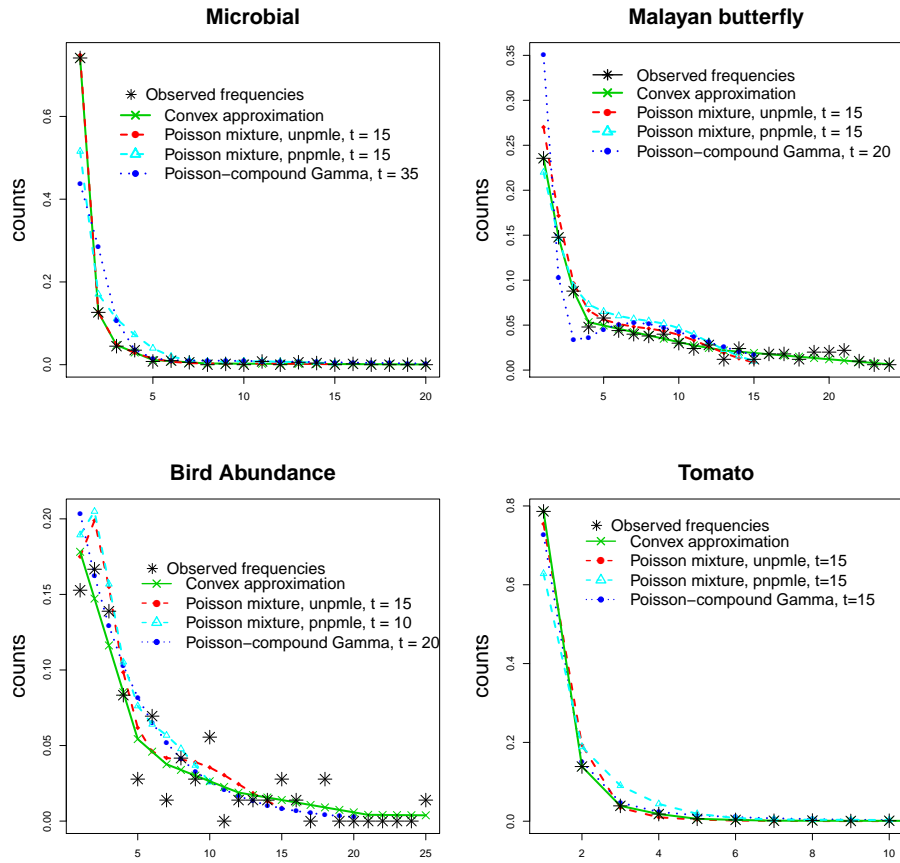 Microbial
counts
0.6
0.4
0.2
0.0
Observed frequencies
Convex approximation
Poisson mixture, unpmle, t = 15
Poisson mixture, pnpmle, t = 15
Poisson−compound Gamma, t = 35
5 10 15 20
Malayan butterfly
counts
0.35
0.30
0.25
0.20
0.15
0.10
0.05
0.00
Observed frequencies
Convex approximation
Poisson mixture, unpmle, t = 15
Poisson mixture, pnpmle, t = 15
Poisson−compound Gamma, t = 20
5 10 15 20
Bird Abundance
counts
0.20
0.15
0.10
0.05
0.00
Observed frequencies
Convex approximation
Poisson mixture, unpmle, t = 15
Poisson mixture, pnpmle, t = 10
Poisson−compound Gamma, t = 20
5 10 15 20 25
Tomato
counts
0.8
0.6
0.4
0.2
0.0
Observed frequencies
Convex approximation
Poisson mixture, unpmle, t=15
Poisson mixture, pnpmle, t=15
Poisson−compound Gamma, t=15
2 4 6 8 10